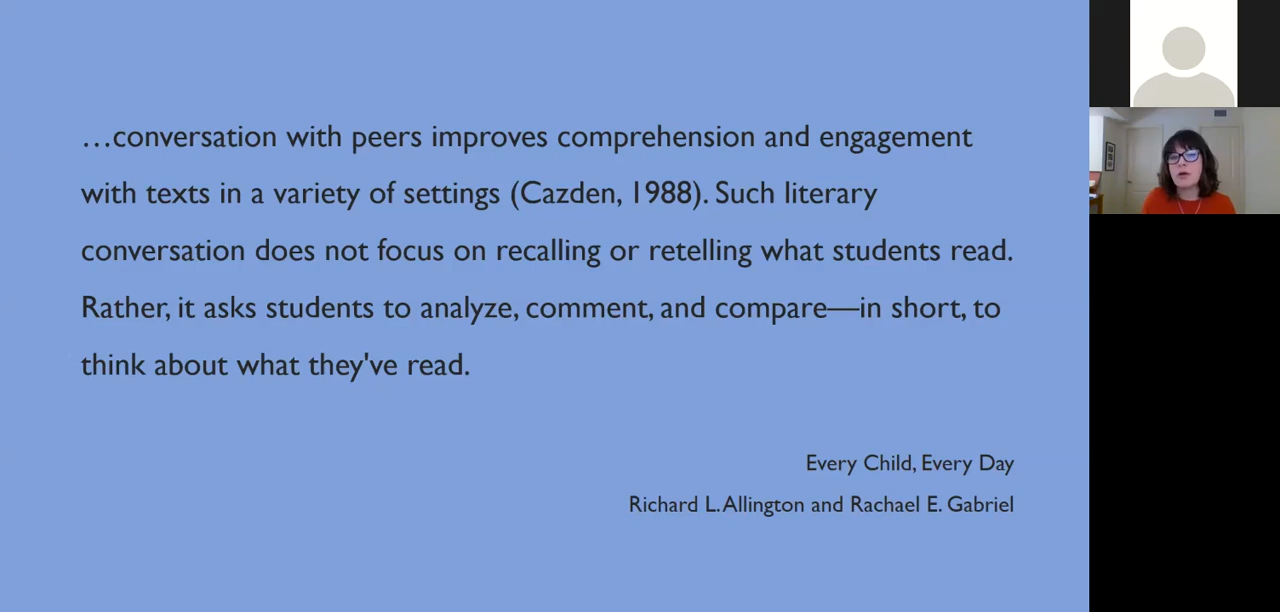 …conversation with peers improves comprehension and engagement
with texts in a variety of settings (Cazden, 1988). Such literary
conversation does not focus on recalling or retelling what students read.
Rather, it asks students to analyze, comment, and compare—in short, to
think about what they've read.
Every Child, Every Day
Richard L. Allington and Rachael E. Gabriel